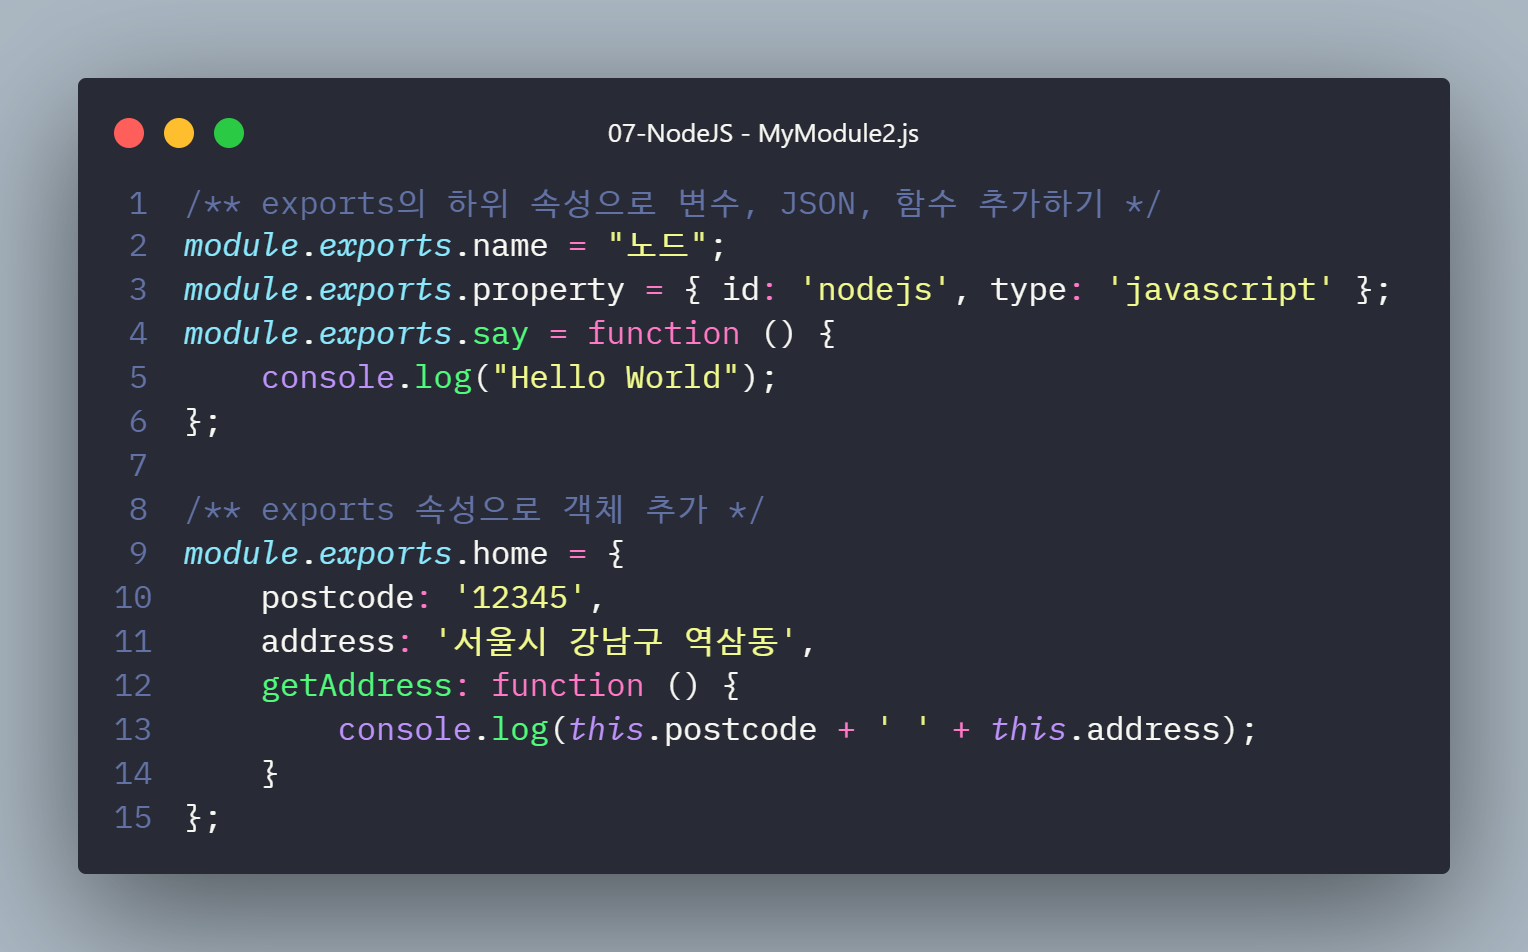 07-NodeJS - MyModule2.js
1 /** exports의 하위 속성으로 변수, JSON, 함수 추가하기 */
2 module.exports.name = "노드";
3 module.exports.property = { id: 'nodejs', type: 'javascript' };
4 module.exports.say = function () {
5     console.log("Hello World");
6 };
7
8 /** exports 속성으로 객체 추가 */
9 module.exports.home = {
10     postcode: '12345',
11     address: '서울시 강남구 역삼동',
12     getAddress: function () {
13         console.log(this.postcode + ' ' + this.address);
14     }
15 };